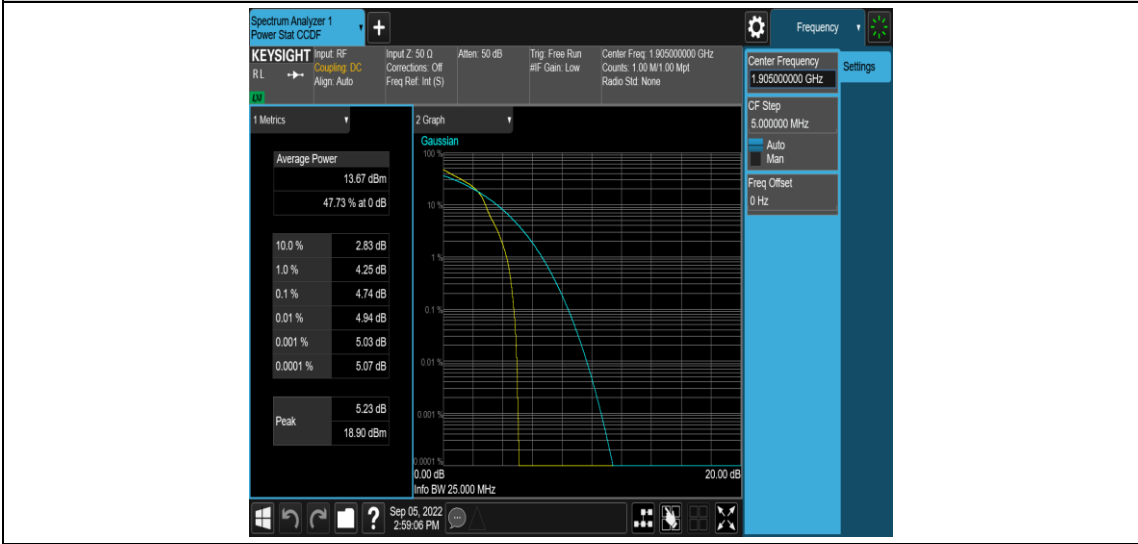 Spectrum Analyzer 1
Power Stat CCDF
+
Frequency
KEYSIGHT
R L
LNI
Input: RF
Coupling: DC
Align: Auto
Input Z: 50 Ω
Corrections: Off
Freq Ref: Int (S)
Atten: 50 dB
Trig: Free Run
#IF Gain: Low
Center Freq: 1.905000000 GHz
Counts: 1.00 M/1.00 Mpt
Radio Std: None
Center Frequency
1.905000000 GHz
Settings
CF Step
5.000000 MHz
Auto
Man
Freq Offset
0 Hz
1 Metrics
Average Power
13.67 dBm
47.73 % at 0 dB
10.0 % 2.83 dB
1.0 % 4.25 dB
0.1 % 4.74 dB
0.01 % 4.94 dB
0.001 % 5.03 dB
0.0001 % 5.07 dB
Peak
5.23 dB
18.90 dBm
2 Graph
Gaussian
100 %
10 %
1 %
0.1 %
0.01 %
0.001 %
0.0001 %
0.00 dB 20.00 dB
Info BW 25.000 MHz
?
Sep 05, 2022
2:59:06 PM